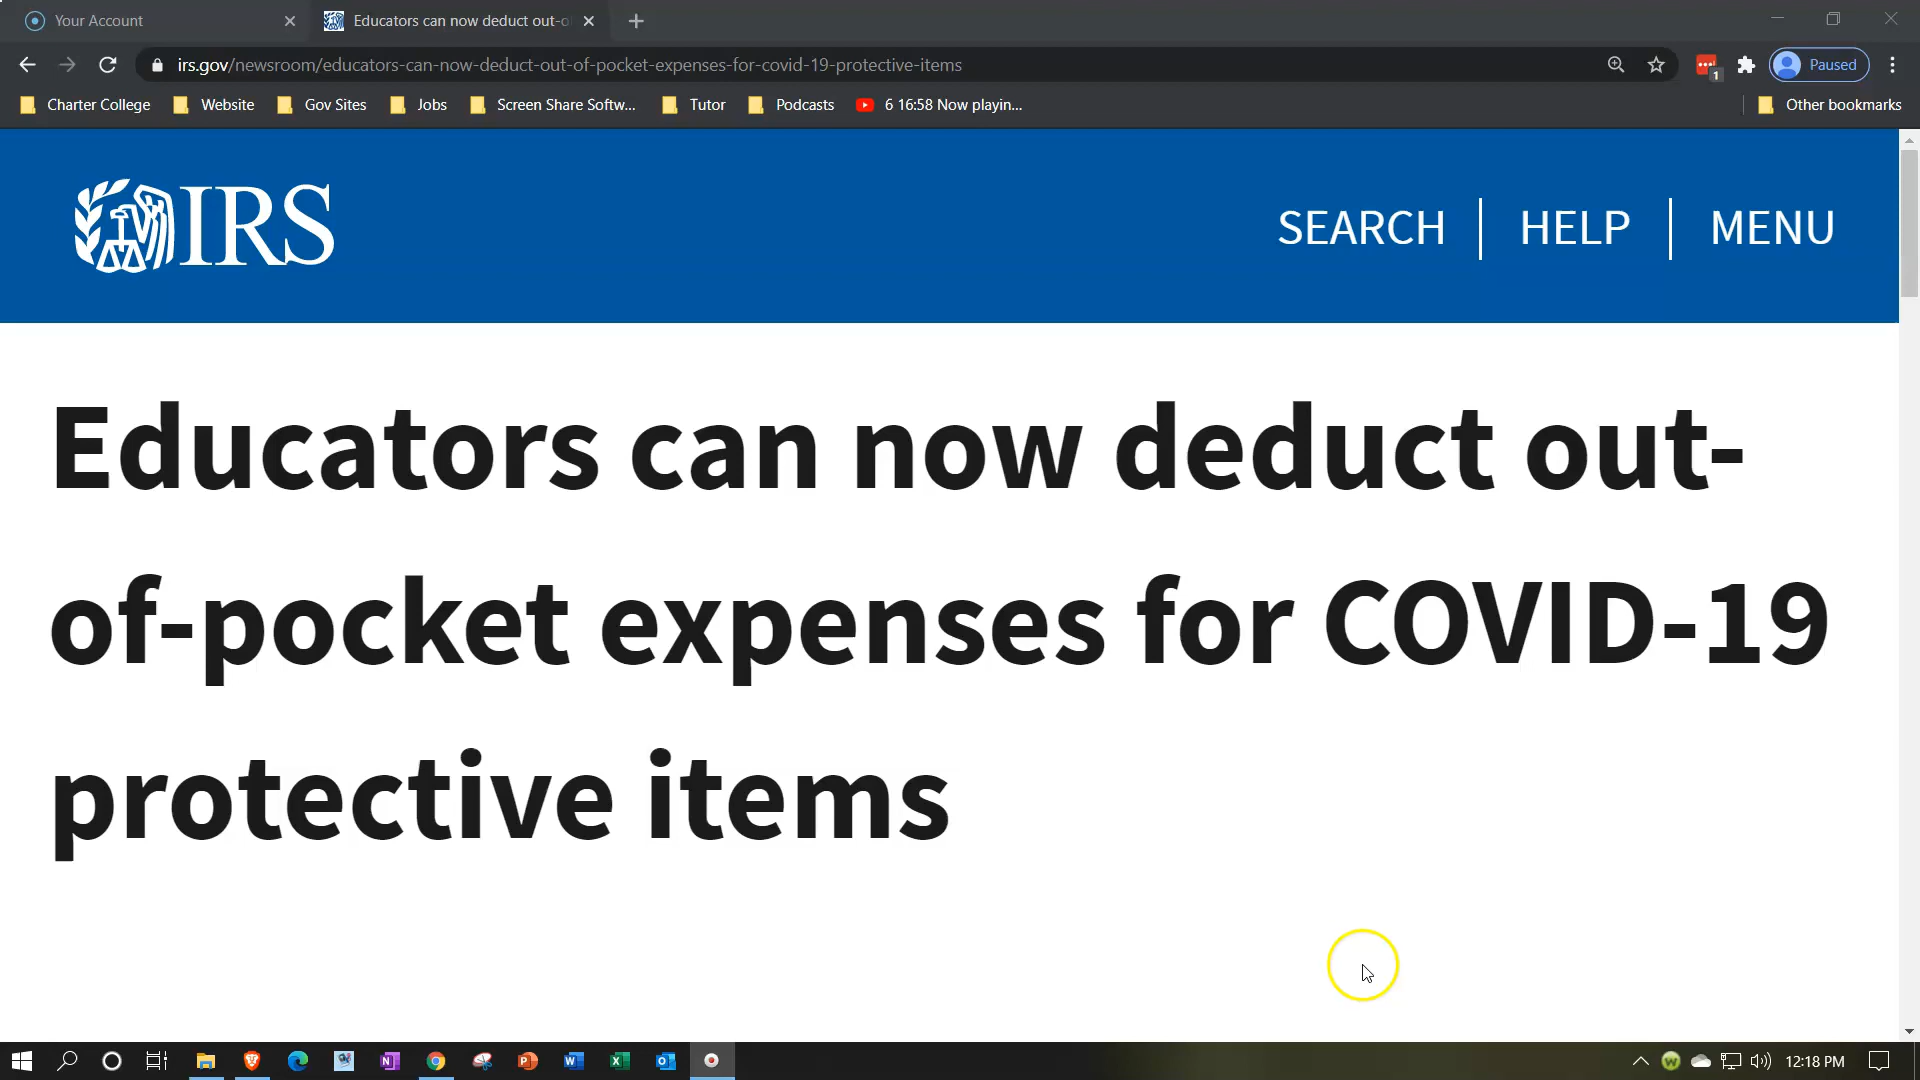 Your Account
Educators can now deduct out-o
irs.gov/newsroom/educators-can-now-deduct-out-of-pocket-expenses-for-covid-19-protective-items
1
Paused
Charter College
Website
Gov Sites
Jobs
Screen Share Softw...
Tutor
Podcasts
6 16:58 Now playin...
Other bookmarks
IRS
SEARCH
HELP
MENU
Educators can now deduct out-
of-pocket expenses for COVID-19
protective items
12:18 PM